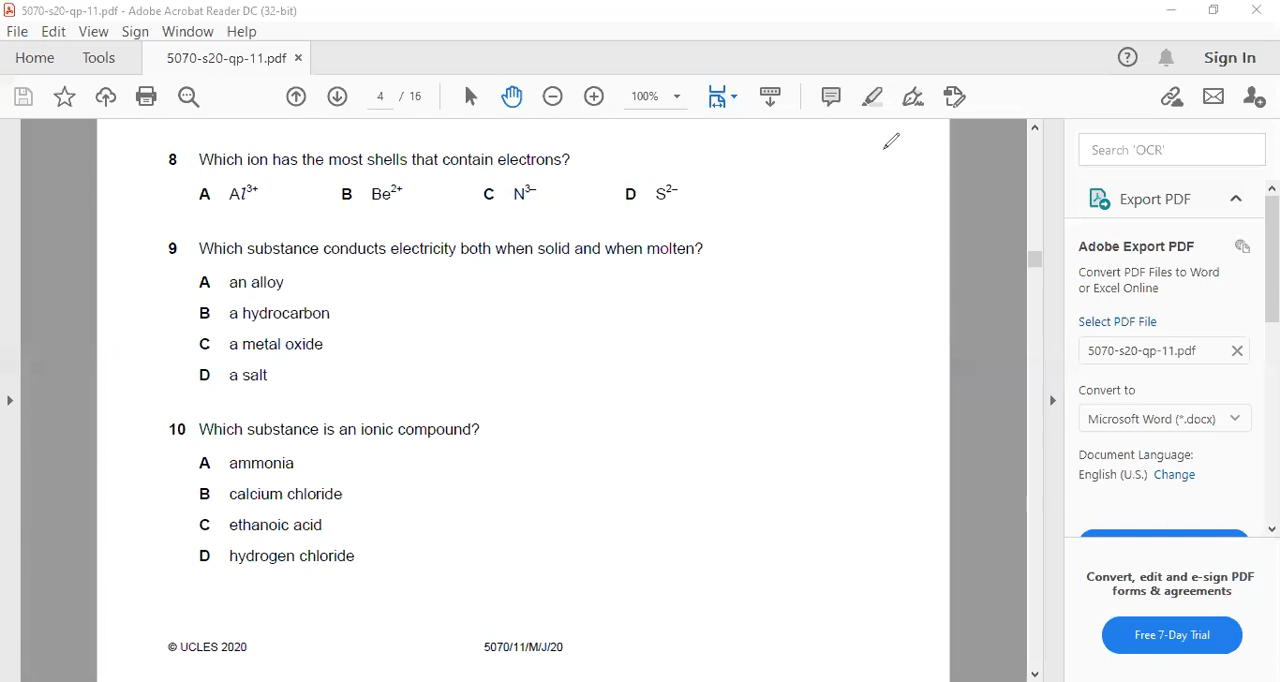 5070-s20-qp-11.pdf - Adobe Acrobat Reader DC (32-bit)
File Edit View Sign Window Help
Home Tools 5070-s20-qp-11.pdf × Sign In
4 / 16 100%
8 Which ion has the most shells that contain electrons?
A Al³⁺ B Be²⁺ C N³⁻ D S²⁻
9 Which substance conducts electricity both when solid and when molten?
A an alloy
B a hydrocarbon
C a metal oxide
D a salt
10 Which substance is an ionic compound?
A ammonia
B calcium chloride
C ethanoic acid
D hydrogen chloride
© UCLES 2020 5070/11/M/J/20
Search 'OCR'
Export PDF
Adobe Export PDF
Convert PDF Files to Word
or Excel Online
Select PDF File
5070-s20-qp-11.pdf
Convert to
Microsoft Word (*.docx)
Document Language:
English (U.S.) Change
Convert, edit and e-sign PDF
forms & agreements
Free 7-Day Trial